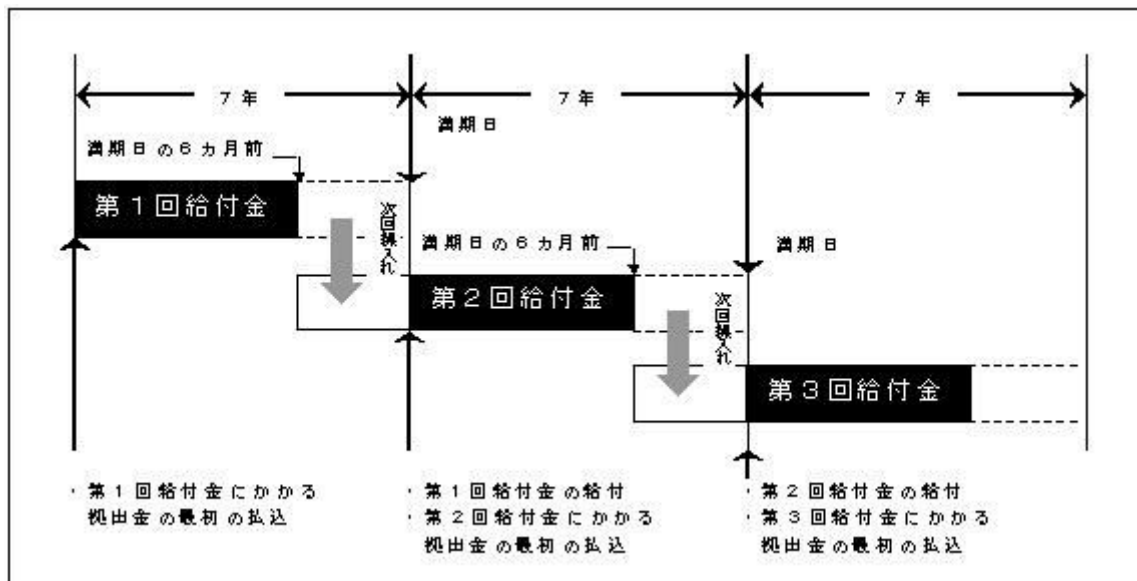 7年
7年
7年
満期日
満期日の6カ月前
第1回給付金
次回繰入れ
満期日の6カ月前
満期日
第2回給付金
次回繰入れ
第3回給付金
・第1回給付金にかかる
拠出金の最初の払込
・第1回給付金の給付
・第2回給付金にかかる
拠出金の最初の払込
・第2回給付金の給付
・第3回給付金にかかる
拠出金の最初の払込